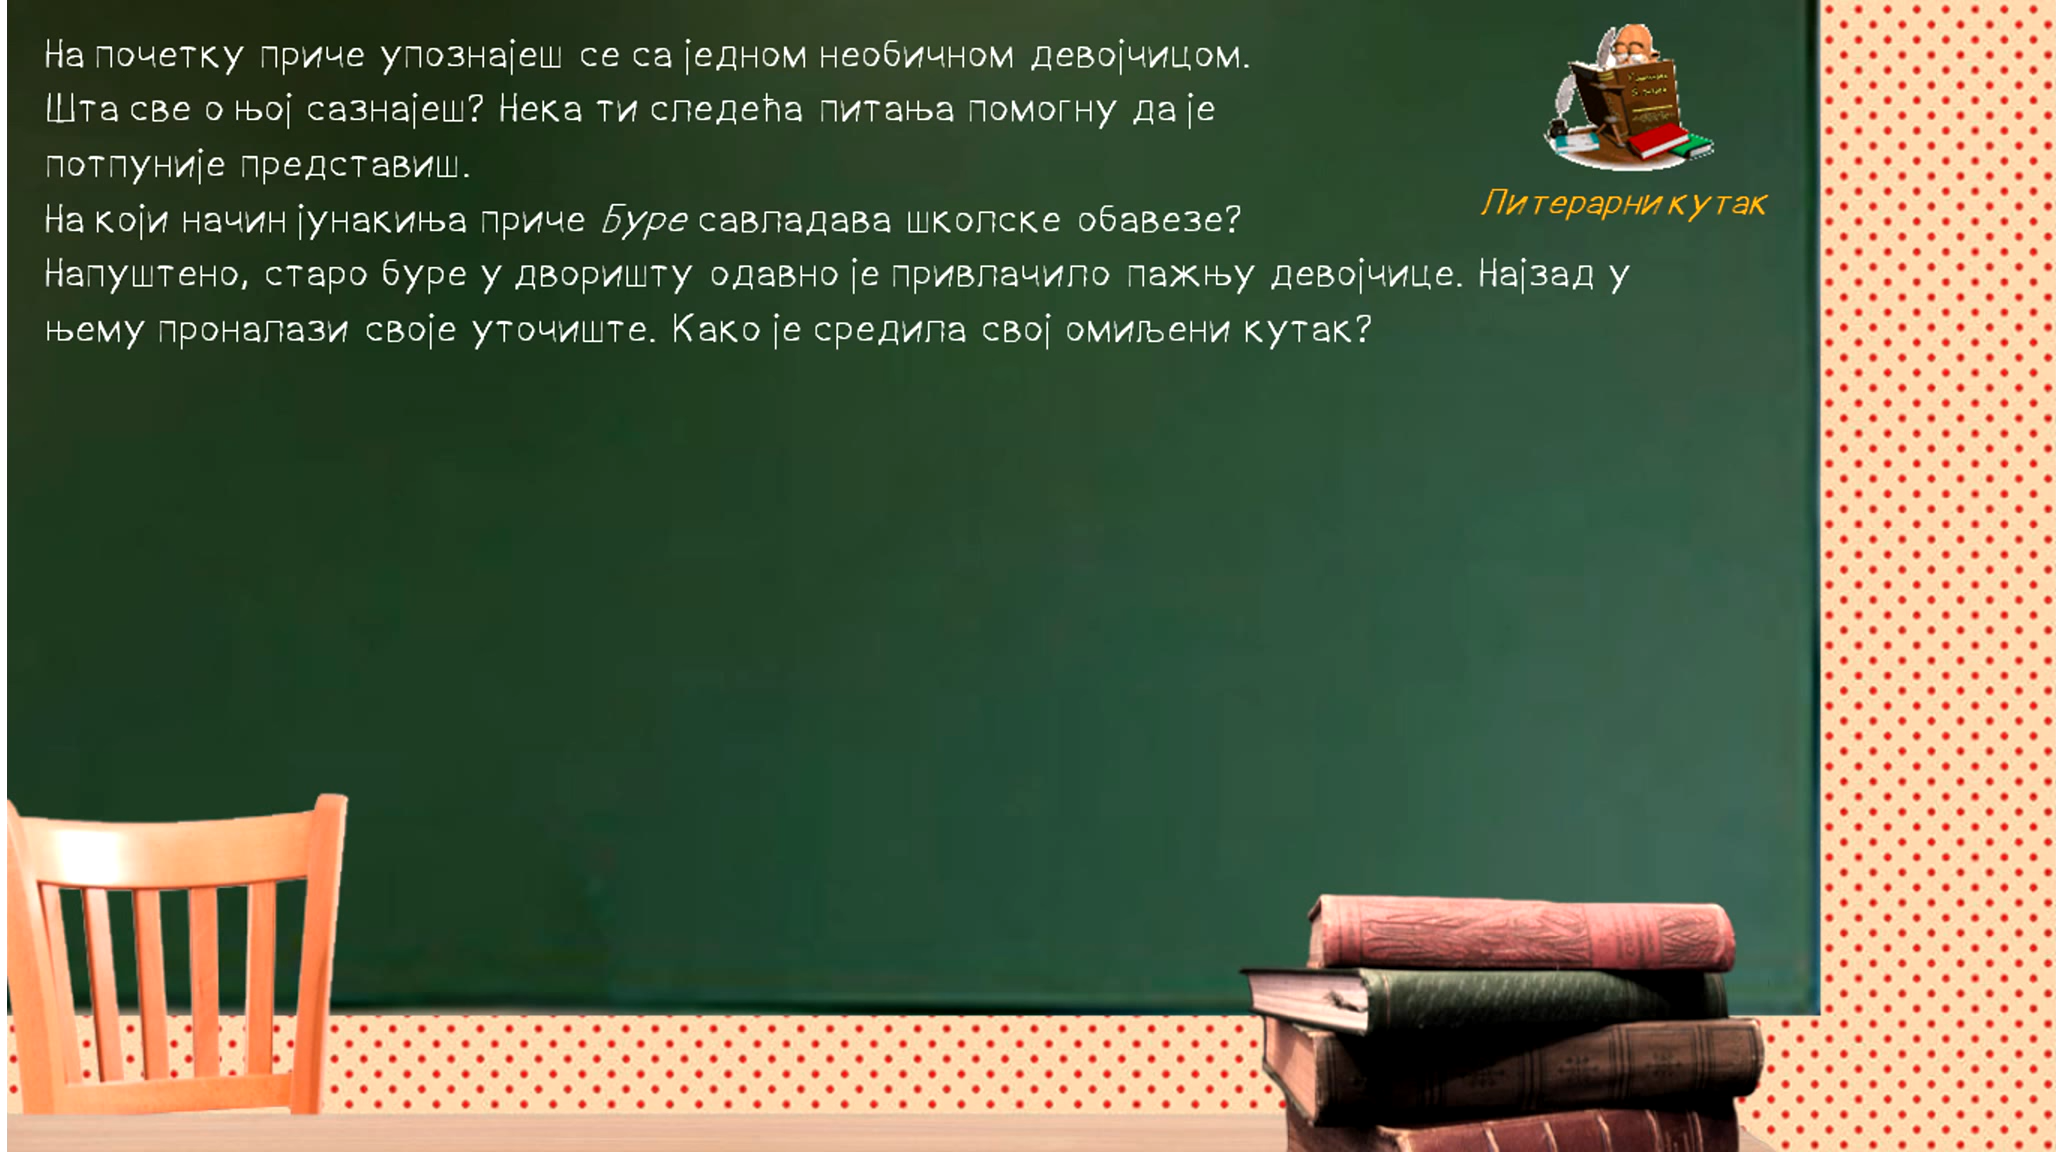 На почетку приче упознајеш се са једном необичном девојчицом.
Шта све о њој сазнајеш? Нека ти следећа питања помогну да је
потпуније представиш.
На који начин јунакиња приче Буре савладава школске обавезе?
Напуштено, старо буре у дворишту одавно је привлачило пажњу девојчице. Најзад у
њему проналази своје уточиште. Како је средила свој омиљени кутак?
Литерарни кутак